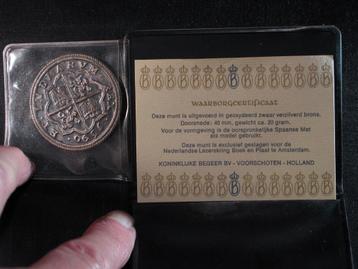 WAARBORGCERTIFICAAT
Deze munt is uitgevoerd in geoxydeerd zwaar verzilverd brons.
Doorsnede: 40 mm, gewicht ca. 20 gram.
Voor de vormgeving is de oorspronkelijke Spaanse Mat
als model gebruikt.
Deze munt is exclusief geslagen voor de
Nederlandse Lezerskring Boek en Plaat te Amsterdam.
KONINKLIJKE BEGEER BV - VOORSCHOTEN - HOLLAND